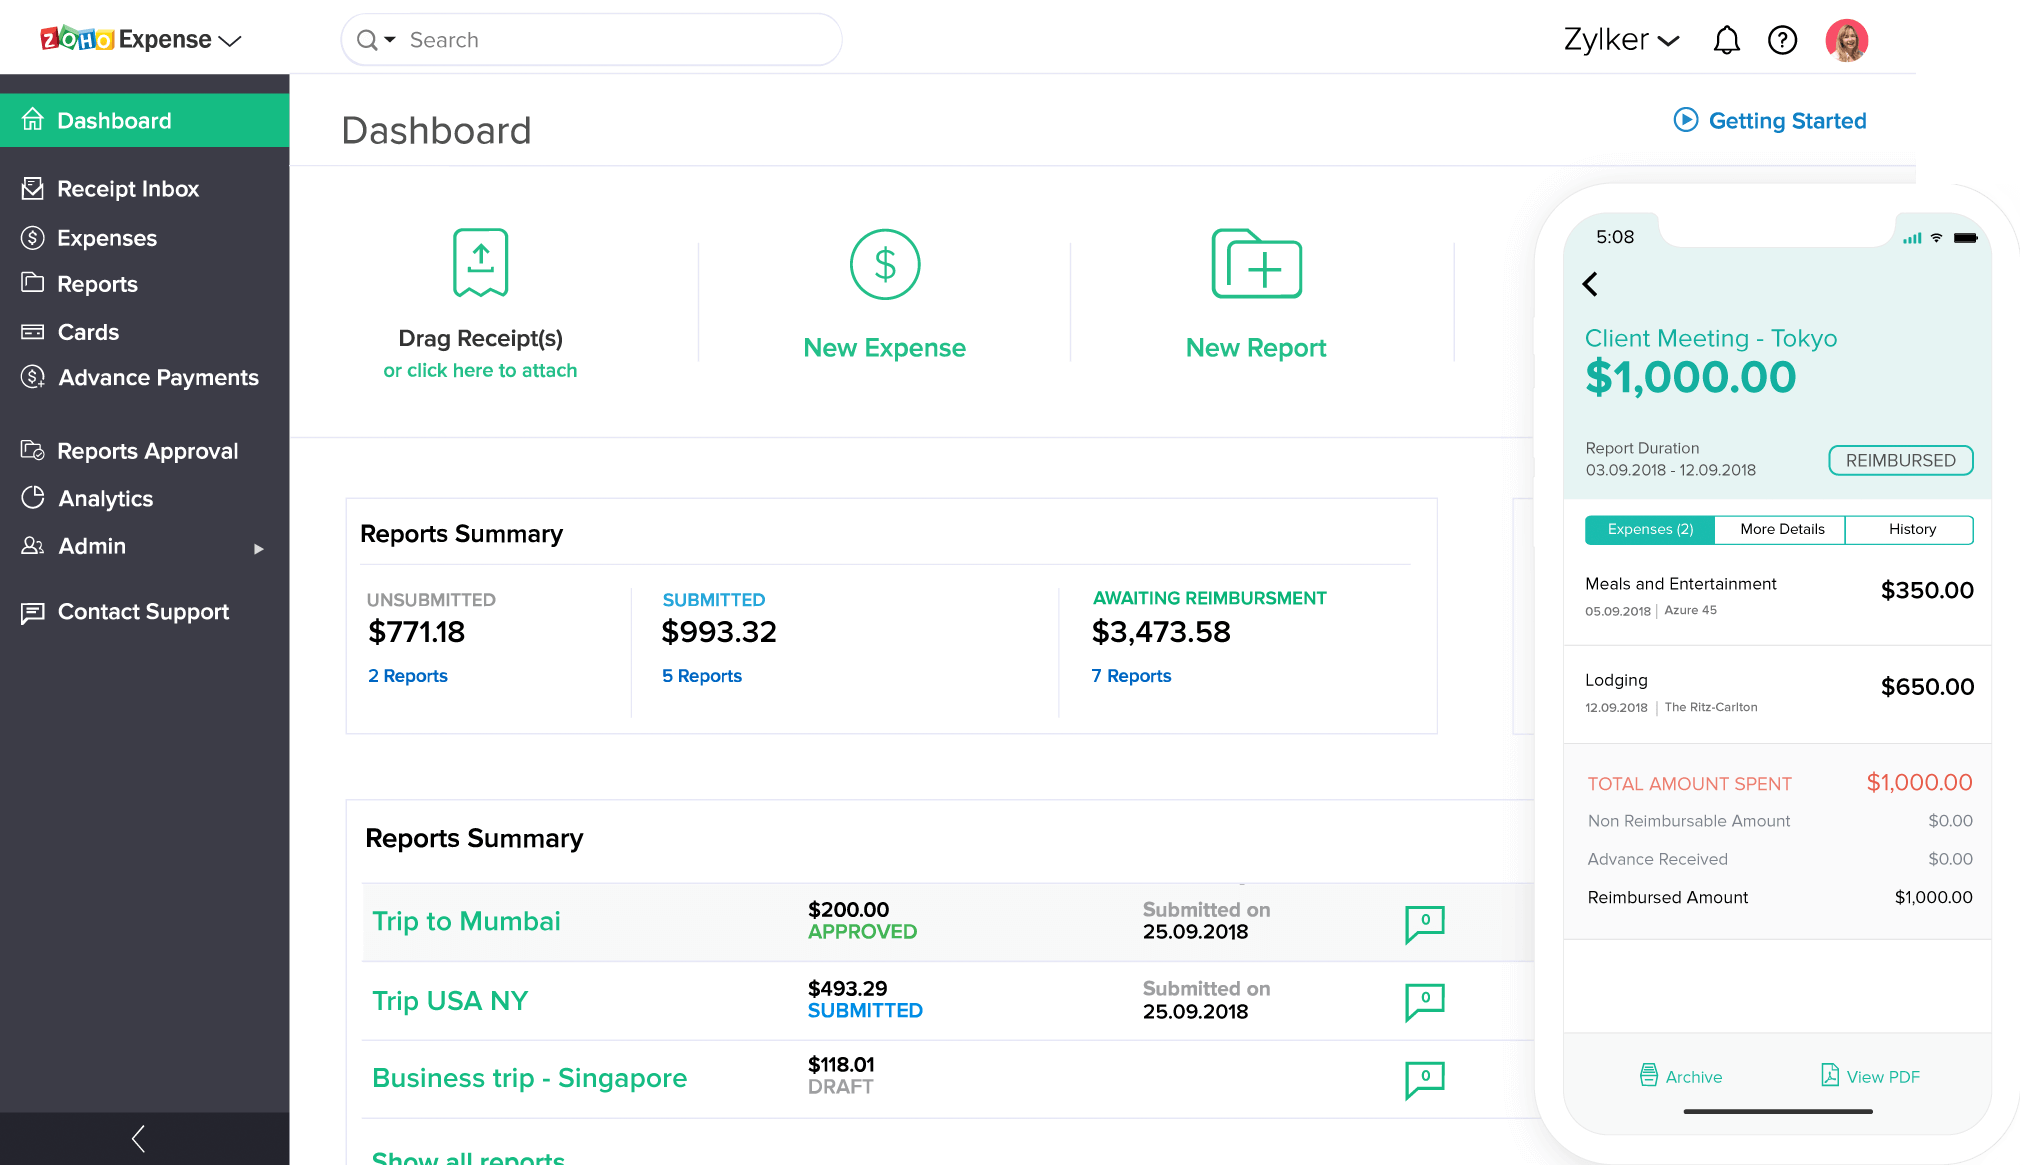 ZOHO Expense
Search
Zylker
Dashboard
Receipt Inbox
Expenses
Reports
Cards
Advance Payments
Reports Approval
Analytics
Admin
Contact Support
Dashboard
Getting Started
Drag Receipt(s)
or click here to attach
New Expense
New Report
Reports Summary
UNSUBMITTED
$771.18
2 Reports
SUBMITTED
$993.32
5 Reports
AWAITING REIMBURSMENT
$3,473.58
7 Reports
Reports Summary
Trip to Mumbai
$200.00
APPROVED
Submitted on
25.09.2018
0
Trip USA NY
$493.29
SUBMITTED
Submitted on
25.09.2018
0
Business trip - Singapore
$118.01
DRAFT
0
Show all reports
5:08
Client Meeting - Tokyo
$1,000.00
Report Duration
03.09.2018 - 12.09.2018
REIMBURSED
Expenses (2)
More Details
History
Meals and Entertainment
$350.00
05.09.2018 | Azure 45
Lodging
$650.00
12.09.2018 | The Ritz-Carlton
TOTAL AMOUNT SPENT $1,000.00
Non Reimbursable Amount $0.00
Advance Received $0.00
Reimbursed Amount $1,000.00
Archive
View PDF